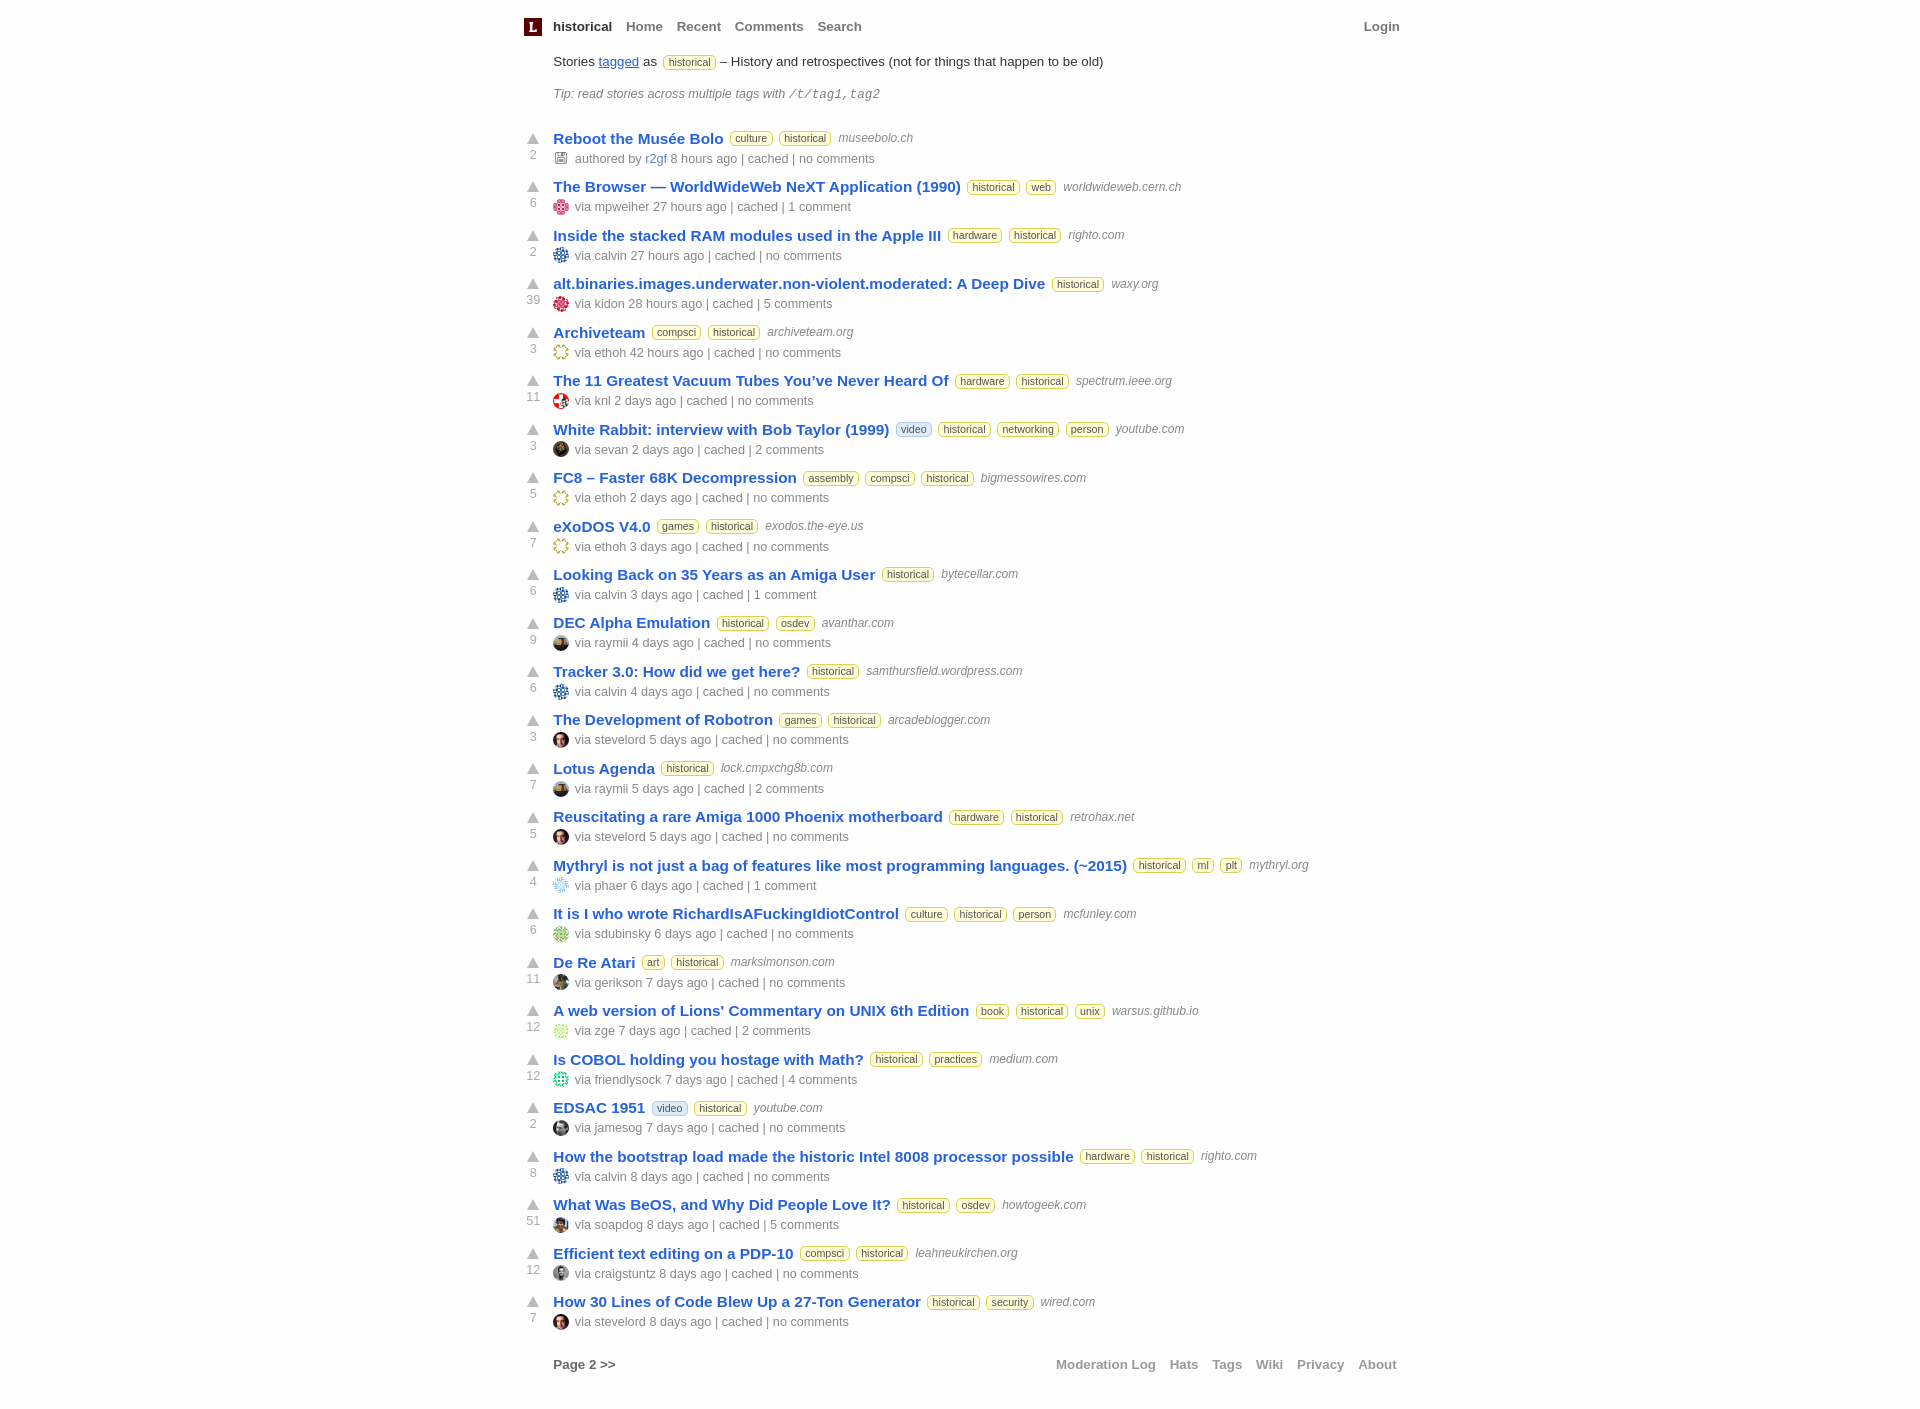 L historical Home Recent Comments Search Login
Stories tagged as historical – History and retrospectives (not for things that happen to be old)
Tip: read stories across multiple tags with /t/tag1,tag2
Reboot the Musée Bolo culture historical museebolo.ch
2 authored by r2gf 8 hours ago | cached | no comments
The Browser — WorldWideWeb NeXT Application (1990) historical web worldwideweb.cern.ch
6 via mpweiher 27 hours ago | cached | 1 comment
Inside the stacked RAM modules used in the Apple III hardware historical righto.com
2 via calvin 27 hours ago | cached | no comments
alt.binaries.images.underwater.non-violent.moderated: A Deep Dive historical waxy.org
39 via kidon 28 hours ago | cached | 5 comments
Archiveteam compsci historical archiveteam.org
3 via ethoh 42 hours ago | cached | no comments
The 11 Greatest Vacuum Tubes You’ve Never Heard Of hardware historical spectrum.ieee.org
11 via knl 2 days ago | cached | no comments
White Rabbit: interview with Bob Taylor (1999) video historical networking person youtube.com
3 via sevan 2 days ago | cached | 2 comments
FC8 – Faster 68K Decompression assembly compsci historical bigmessowires.com
5 via ethoh 2 days ago | cached | no comments
eXoDOS V4.0 games historical exodos.the-eye.us
7 via ethoh 3 days ago | cached | no comments
Looking Back on 35 Years as an Amiga User historical bytecellar.com
6 via calvin 3 days ago | cached | 1 comment
DEC Alpha Emulation historical osdev avanthar.com
9 via raymii 4 days ago | cached | no comments
Tracker 3.0: How did we get here? historical samthursfield.wordpress.com
6 via calvin 4 days ago | cached | no comments
The Development of Robotron games historical arcadeblogger.com
3 via stevelord 5 days ago | cached | no comments
Lotus Agenda historical lock.cmpxchg8b.com
7 via raymii 5 days ago | cached | 2 comments
Reuscitating a rare Amiga 1000 Phoenix motherboard hardware historical retrohax.net
5 via stevelord 5 days ago | cached | no comments
Mythryl is not just a bag of features like most programming languages. (~2015) historical ml plt mythryl.org
4 via phaer 6 days ago | cached | 1 comment
It is I who wrote RichardIsAFuckingIdiotControl culture historical person mcfunley.com
6 via sdubinsky 6 days ago | cached | no comments
De Re Atari art historical marksimonson.com
11 via gerikson 7 days ago | cached | no comments
A web version of Lions' Commentary on UNIX 6th Edition book historical unix warsus.github.io
12 via zge 7 days ago | cached | 2 comments
Is COBOL holding you hostage with Math? historical practices medium.com
12 via friendlysock 7 days ago | cached | 4 comments
EDSAC 1951 video historical youtube.com
2 via jamesog 7 days ago | cached | no comments
How the bootstrap load made the historic Intel 8008 processor possible hardware historical righto.com
8 via calvin 8 days ago | cached | no comments
What Was BeOS, and Why Did People Love It? historical osdev howtogeek.com
51 via soapdog 8 days ago | cached | 5 comments
Efficient text editing on a PDP-10 compsci historical leahneukirchen.org
12 via craigstuntz 8 days ago | cached | no comments
How 30 Lines of Code Blew Up a 27-Ton Generator historical security wired.com
7 via stevelord 8 days ago | cached | no comments
Page 2 >> Moderation Log Hats Tags Wiki Privacy About